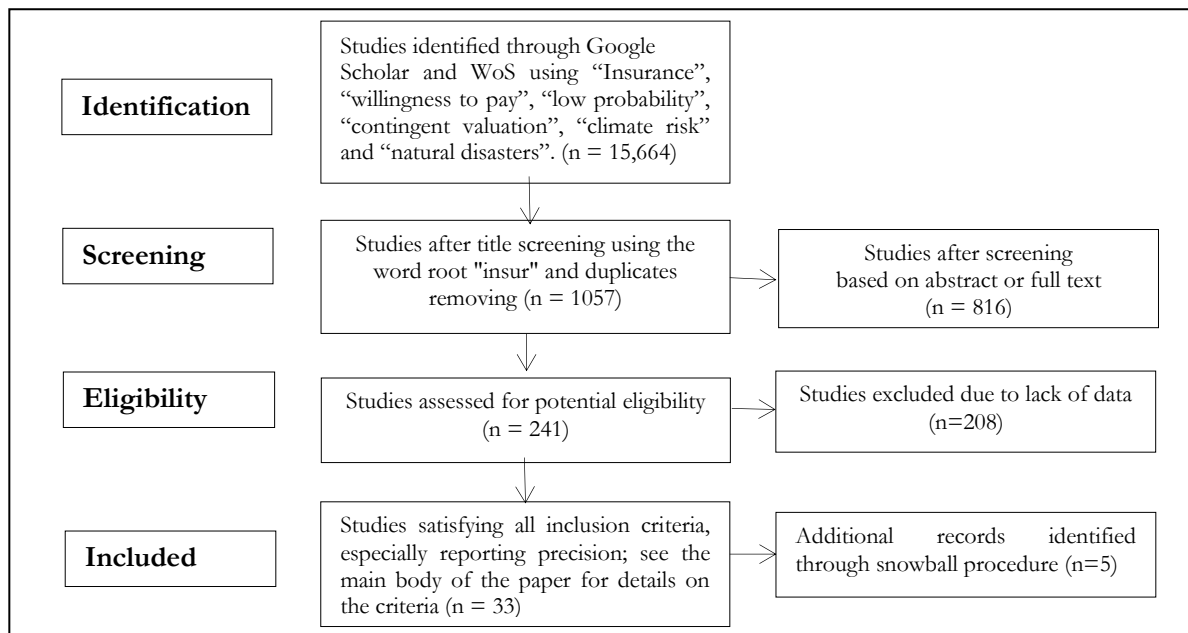 Identification
Studies identified through Google
Scholar and WoS using “Insurance”,
“willingness to pay”, “low probability”,
“contingent valuation”, “climate risk”
and “natural disasters”. (n = 15,664)
Screening
Studies after title screening using the
word root "insur" and duplicates
removing (n = 1057)
Studies after screening
based on abstract or full text
(n = 816)
Eligibility
Studies assessed for potential eligibility
(n = 241)
Studies excluded due to lack of data
(n=208)
Included
Studies satisfying all inclusion criteria,
especially reporting precision; see the
main body of the paper for details on
the criteria (n = 33)
Additional records identified
through snowball procedure (n=5)